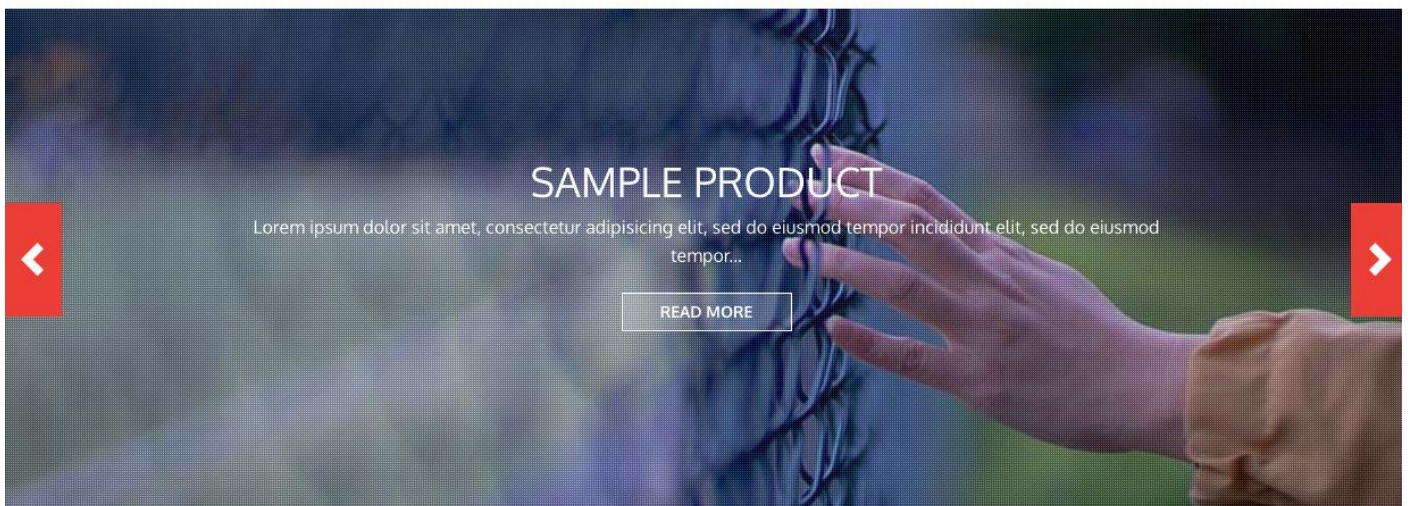 SAMPLE PRODUCT
Lorem ipsum dolor sit amet, consectetur adipisicing elit, sed do eiusmod tempor incididunt elit, sed do eiusmod
tempor...
READ MORE